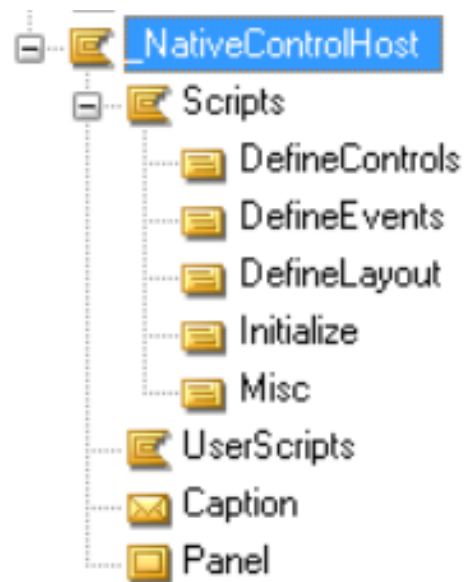 _NativeControlHost
Scripts
DefineControls
DefineEvents
DefineLayout
Initialize
Misc
UserScripts
Caption
Panel